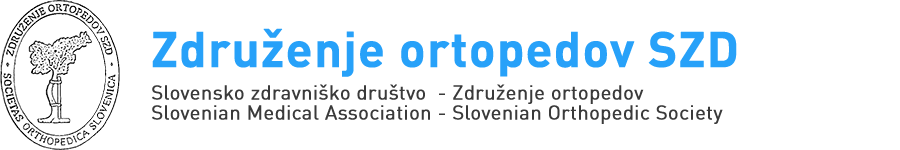 ZDRUŽENJE ORTOPEDOV SZD
SOCIETAS ORTHOPEDICA SLOVENICA
Združenje ortopedov SZD
Slovensko zdravniško društvo - Združenje ortopedov
Slovenian Medical Association - Slovenian Orthopedic Society